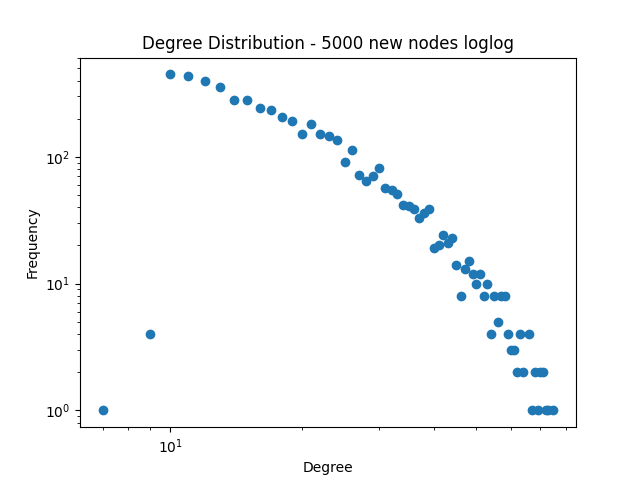 Degree Distribution - 5000 new nodes loglog
10²
10¹
10⁰
Frequency
10¹
Degree